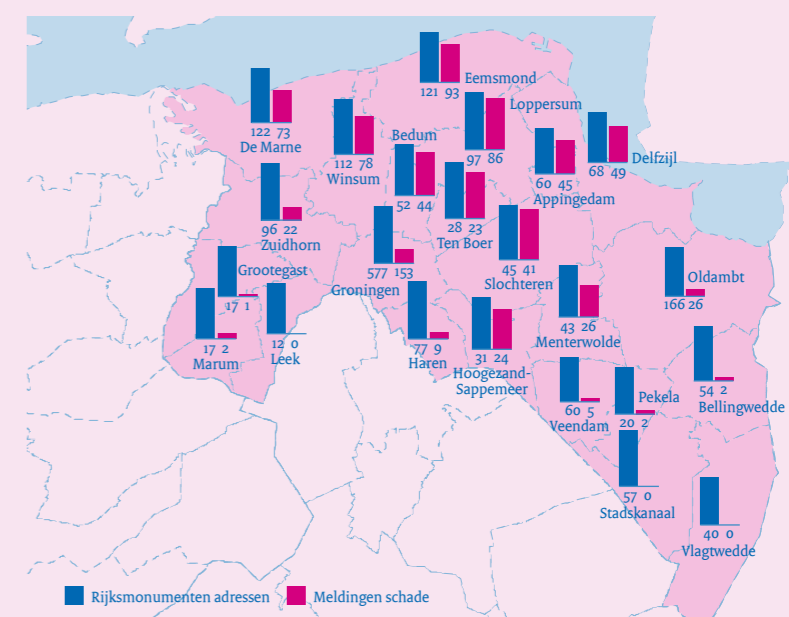 121 93
Eemsmond
122 73
De Marne
112 78
Winsum
Bedum
52 44
Loppersum
97 86
60 45
Appingedam
68 49
Delfzijl
96 22
Zuidhorn
28 23
Ten Boer
577 153
Groningen
45 41
Slochteren
Grootegast
17 1
17 2
Marum
12 0
Leek
77 9
Haren
31 24
Hoogezand-
Sappemeer
43 26
Menterwolde
Oldambt
166 26
54 2
Bellingwedde
60 5
Veendam
Pekela
20 2
57 0
Stadskanaal
40 0
Vlagtwedde
Rijksmonumenten adressen
Meldingen schade